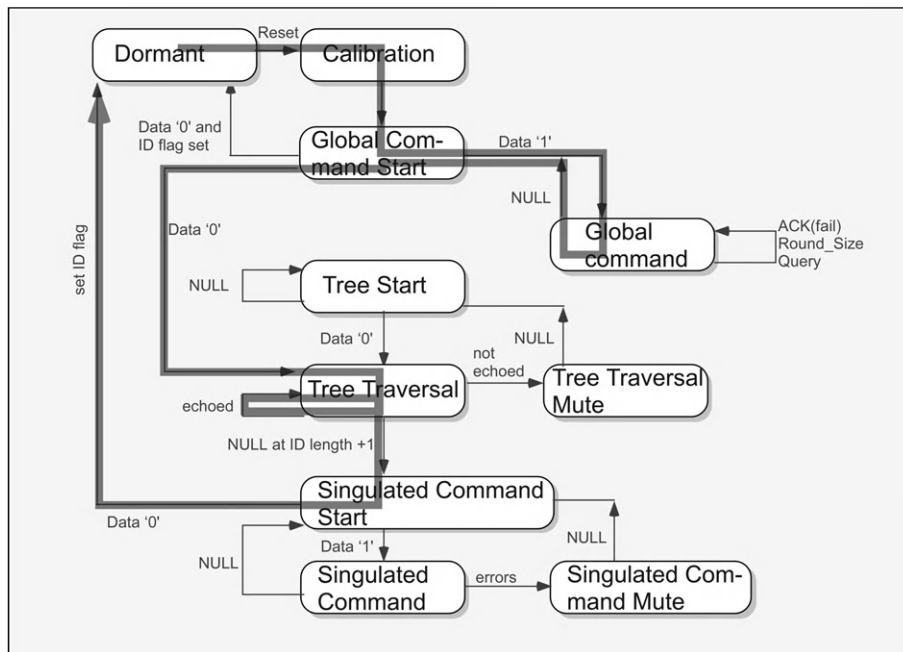 Reset
Dormant
Calibration
Data ‘0’ and
ID flag set
Global Com-
mand Start
Data ‘1'
NULL
Data ‘0’
Global
command
ACK(fail)
Round_Size
Query
set ID flag
NULL
Tree Start
Data ‘0’
NULL
not
echoed
Tree Traversal
Tree Traversal
Mute
echoed
NULL at ID length +1
Singulated Command
Start
Data ‘0’
Data ‘1'
NULL
NULL
Singulated
Command
errors
Singulated Com-
mand Mute